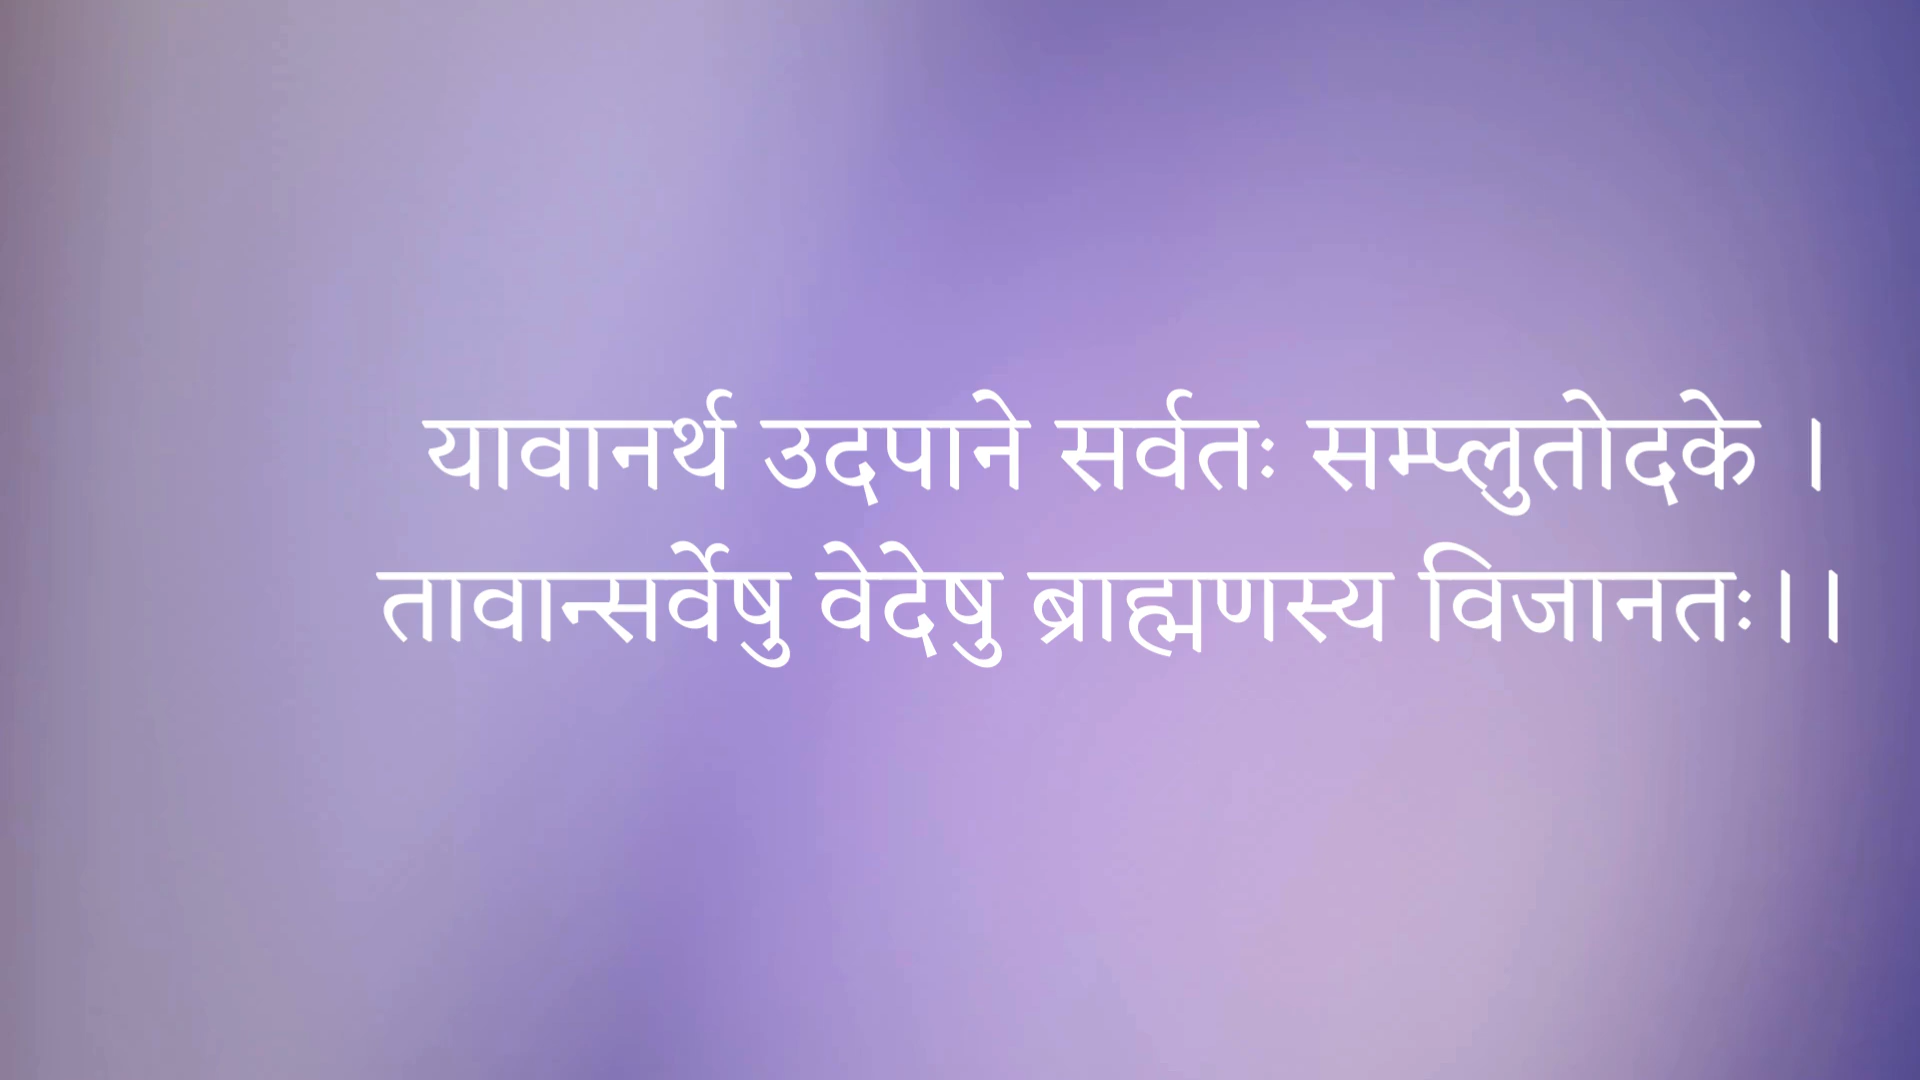 यावानर्थ उदपाने सर्वतः सम्प्लुतोदके ।
तावान्सर्वेषु वेदेषु ब्राह्मणस्य विजानतः।।